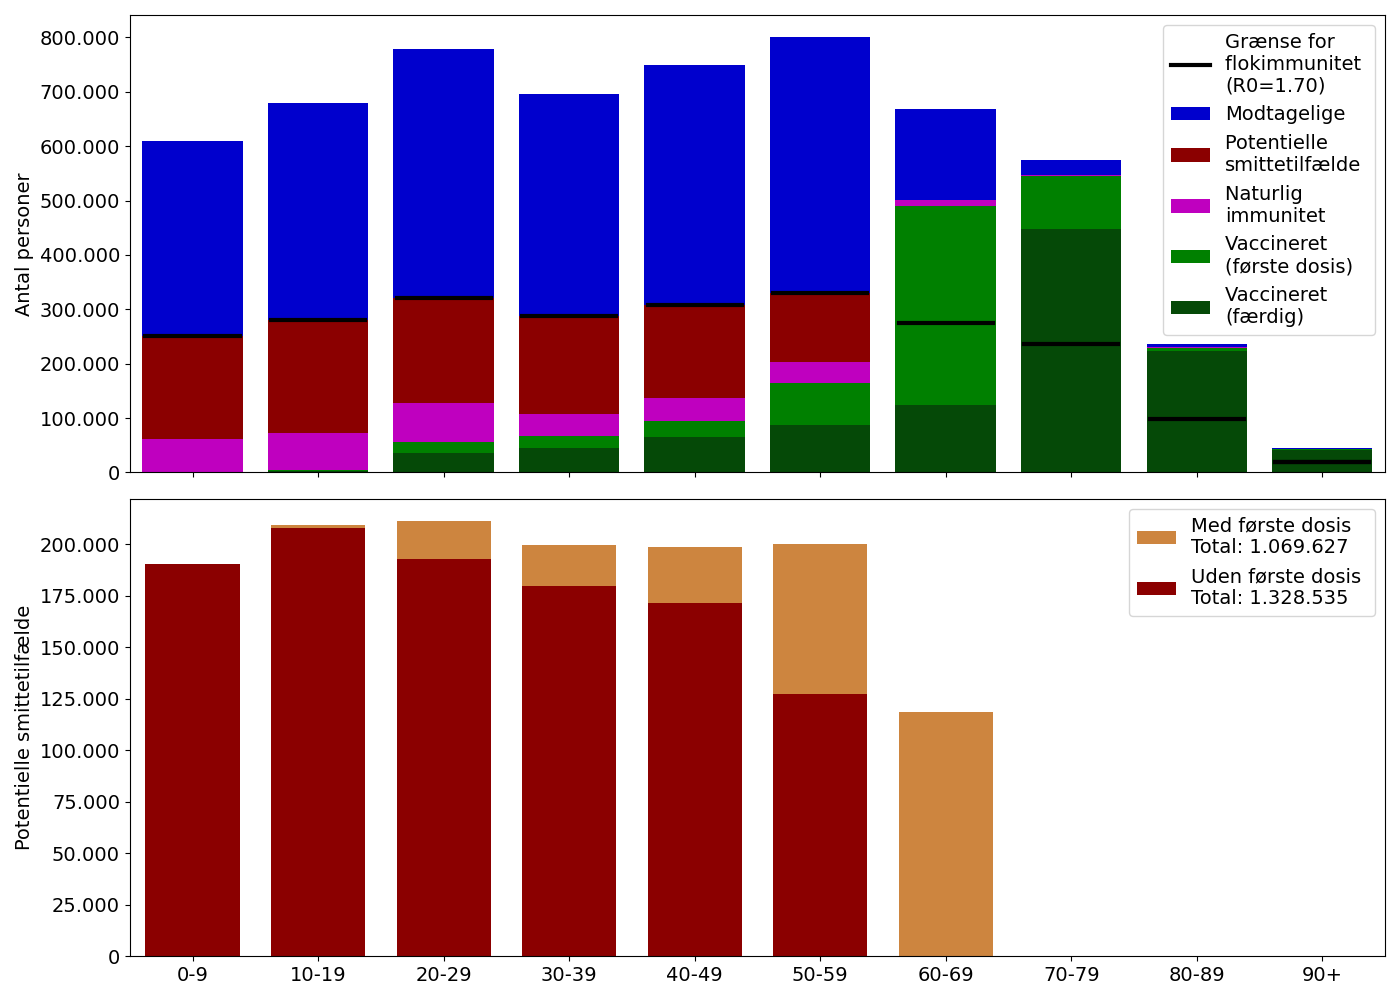 Antal personer
800.000
700.000
600.000
500.000
400.000
300.000
200.000
100.000
0
Grænse for
flokimmunitet
(R0=1.70)
Modtagelige
Potentielle
smittetilfælde
Naturlig
immunitet
Vaccineret
(første dosis)
Vaccineret
(færdig)
Potentielle smittetilfælde
200.000
175.000
150.000
125.000
100.000
75.000
50.000
25.000
0
Med første dosis
Total: 1.069.627
Uden første dosis
Total: 1.328.535
0-9
10-19
20-29
30-39
40-49
50-59
60-69
70-79
80-89
90+